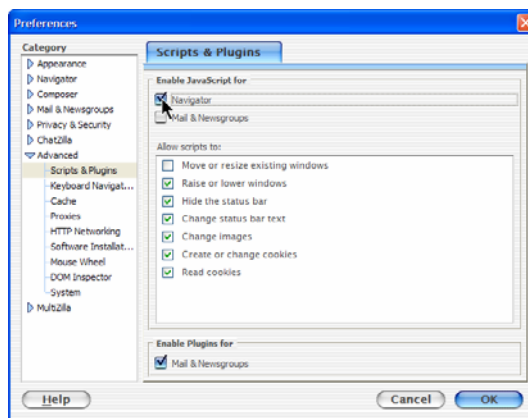 Preferences
Category
Appearance
Navigator
Composer
Mail & Newsgroups
Privacy & Security
ChatZilla
Advanced
Scripts & Plugins
Keyboard Navigat...
Cache
Proxies
HTTP Networking
Software Installat...
Mouse Wheel
DOM Inspector
System
MultiZilla
Scripts & Plugins
Enable JavaScript for
Navigator
Mail & Newsgroups
Allow scripts to:
Move or resize existing windows
Raise or lower windows
Hide the status bar
Change status bar text
Change images
Create or change cookies
Read cookies
Enable Plugins for
Mail & Newsgroups
Help
Cancel
OK